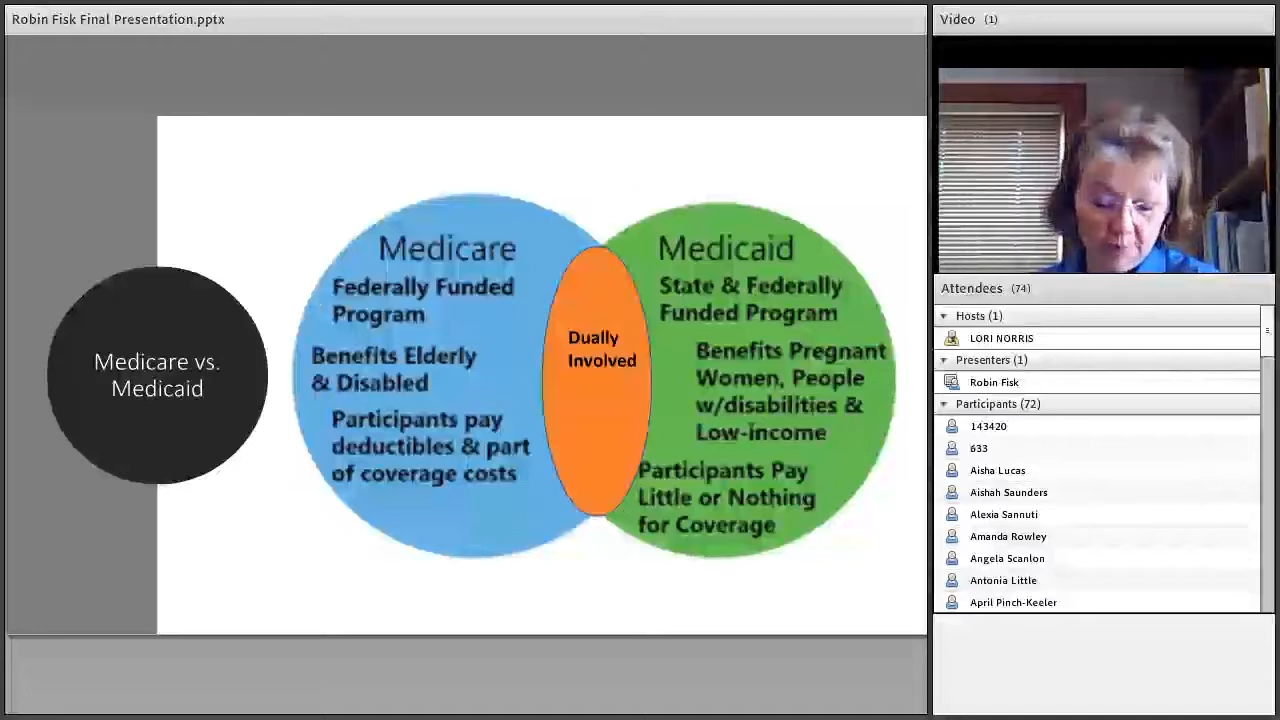 Robin Fisk Final Presentation.pptx
Medicare vs.
Medicaid
Medicare
Federally Funded
Program
Benefits Elderly
& Disabled
Participants pay
deductibles & part
of coverage costs
Dually
Involved
Medicaid
State & Federally
Funded Program
Benefits Pregnant
Women, People
w/disabilities &
Low-income
Participants Pay
Little or Nothing
for Coverage
Video (1)
Attendees (74)
Hosts (1)
LORI NORRIS
Presenters (1)
Robin Fisk
Participants (72)
143420
633
Aisha Lucas
Aishah Saunders
Alexia Sannuti
Amanda Rowley
Angela Scanlon
Antonia Little
April Pinch-Keeler